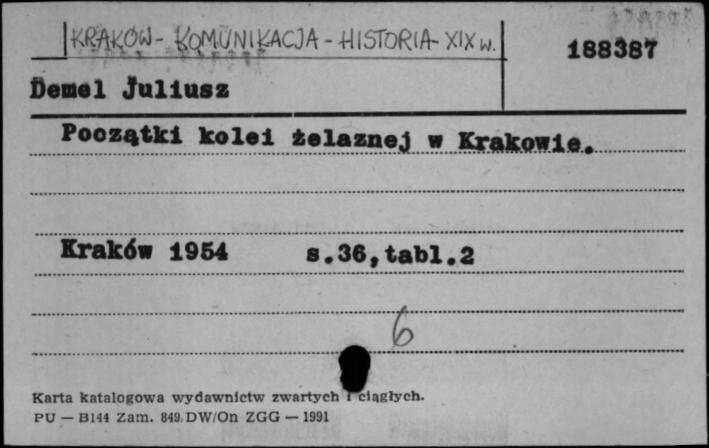 KRAKÓW - KOMUNIKACJA - HISTORIA - XIX w.
188387
Demel Juliusz
Początki kolei żelaznej w Krakowie.
Kraków 1954 s.36, tabl.2
6
Karta katalogowa wydawnictw zwartych i ciągłych.
PU — B144 Zam. 849.DW/On ZGG — 1991